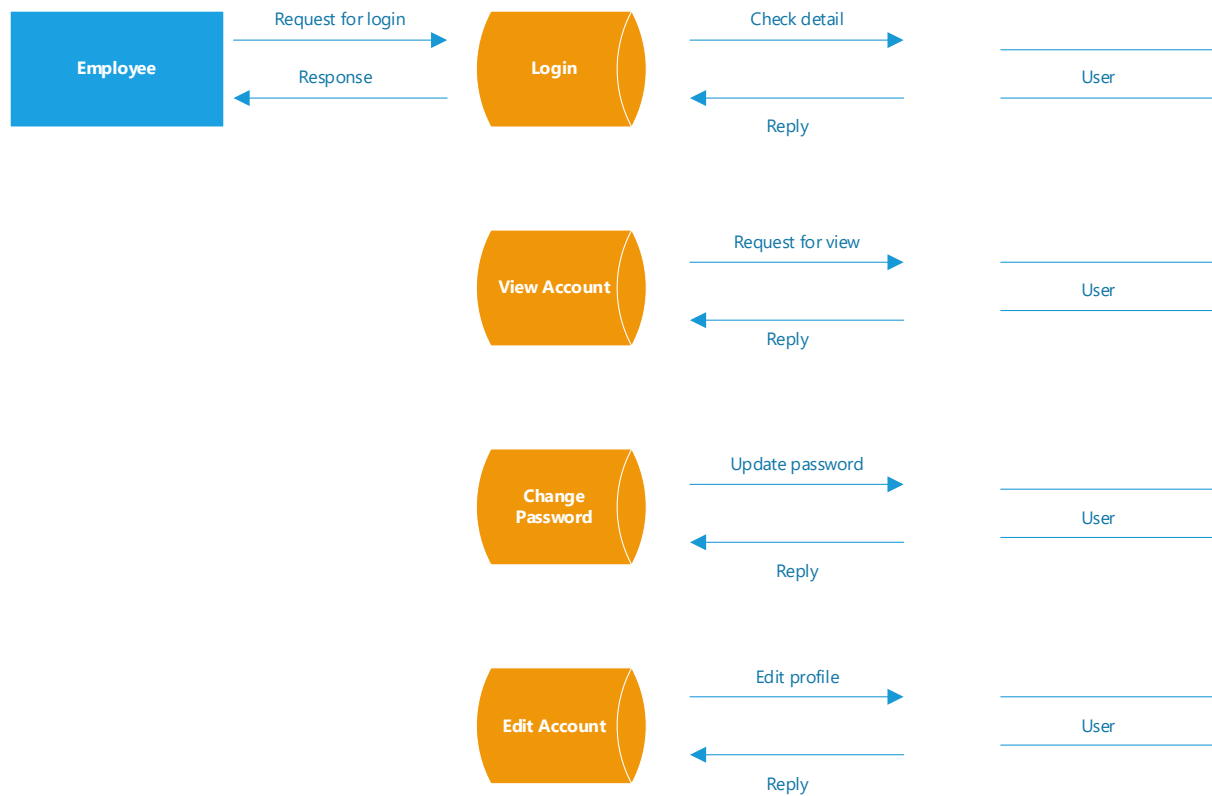 Request for login
Check detail
Employee
Login
Response
User
Reply
Request for view
View Account
User
Reply
Update password
Change
Password
User
Reply
Edit profile
Edit Account
User
Reply